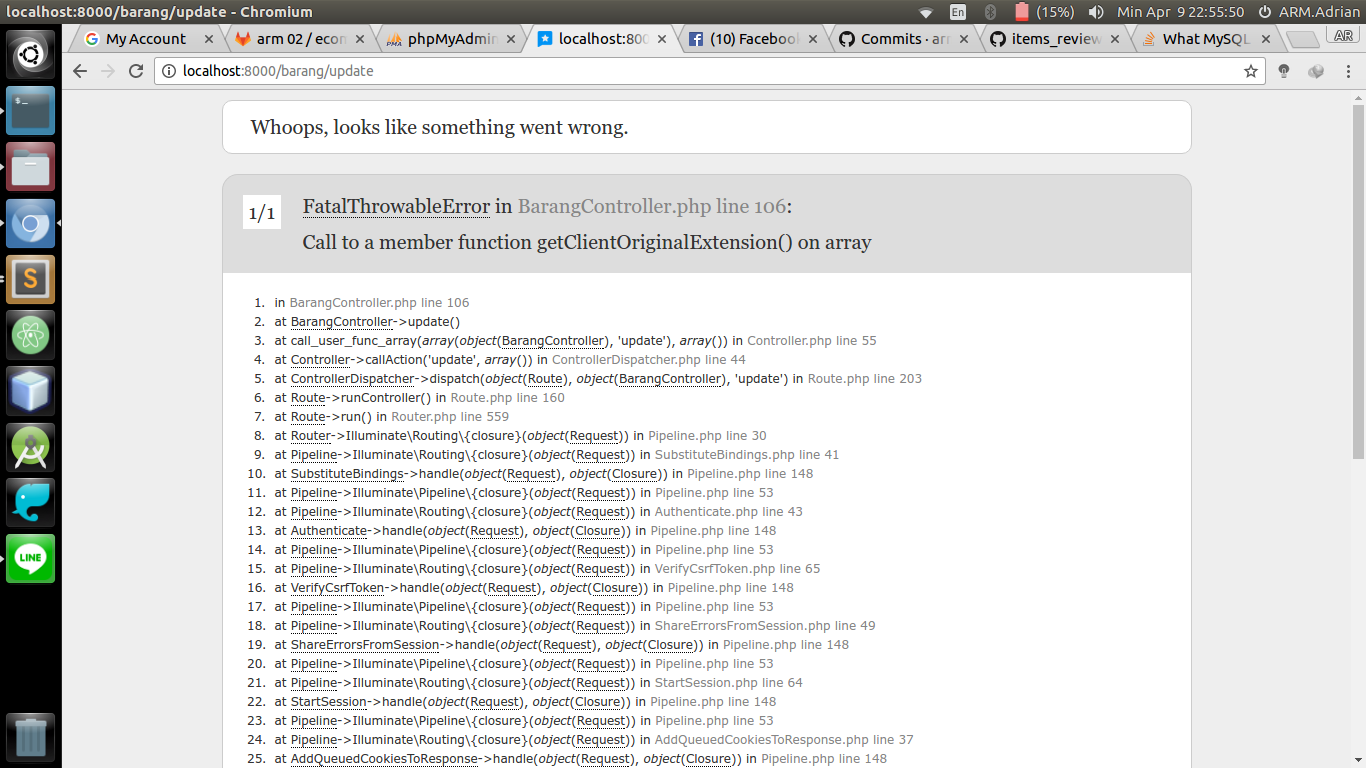 localhost:8000/barang/update - Chromium
En
(15%)
Min Apr 9 22:55:50
ARM.Adrian
My Account
arm 02 / econ
phpMyAdmin
localhost:800
(10) Facebook
Commits · arm
items_review
What MySQL
AR
localhost:8000/barang/update
Whoops, looks like something went wrong.
1/1
FatalThrowableError in BarangController.php line 106:
Call to a member function getClientOriginalExtension() on array
1. in BarangController.php line 106
2. at BarangController->update()
3. at call_user_func_array(array(object(BarangController), 'update'), array()) in Controller.php line 55
4. at Controller->callAction('update', array()) in ControllerDispatcher.php line 44
5. at ControllerDispatcher->dispatch(object(Route), object(BarangController), 'update') in Route.php line 203
6. at Route->runController() in Route.php line 160
7. at Route->run() in Router.php line 559
8. at Router->Illuminate\Routing\{closure}(object(Request)) in Pipeline.php line 30
9. at Pipeline->Illuminate\Routing\{closure}(object(Request)) in SubstituteBindings.php line 41
10. at SubstituteBindings->handle(object(Request), object(Closure)) in Pipeline.php line 148
11. at Pipeline->Illuminate\Pipeline\{closure}(object(Request)) in Pipeline.php line 53
12. at Pipeline->Illuminate\Routing\{closure}(object(Request)) in Authenticate.php line 43
13. at Authenticate->handle(object(Request), object(Closure)) in Pipeline.php line 148
14. at Pipeline->Illuminate\Pipeline\{closure}(object(Request)) in Pipeline.php line 53
15. at Pipeline->Illuminate\Routing\{closure}(object(Request)) in VerifyCsrfToken.php line 65
16. at VerifyCsrfToken->handle(object(Request), object(Closure)) in Pipeline.php line 148
17. at Pipeline->Illuminate\Pipeline\{closure}(object(Request)) in Pipeline.php line 53
18. at Pipeline->Illuminate\Routing\{closure}(object(Request)) in ShareErrorsFromSession.php line 49
19. at ShareErrorsFromSession->handle(object(Request), object(Closure)) in Pipeline.php line 148
20. at Pipeline->Illuminate\Pipeline\{closure}(object(Request)) in Pipeline.php line 53
21. at Pipeline->Illuminate\Routing\{closure}(object(Request)) in StartSession.php line 64
22. at StartSession->handle(object(Request), object(Closure)) in Pipeline.php line 148
23. at Pipeline->Illuminate\Pipeline\{closure}(object(Request)) in Pipeline.php line 53
24. at Pipeline->Illuminate\Routing\{closure}(object(Request)) in AddQueuedCookiesToResponse.php line 37
25. at AddQueuedCookiesToResponse->handle(object(Request), object(Closure)) in Pipeline.php line 148
LINE